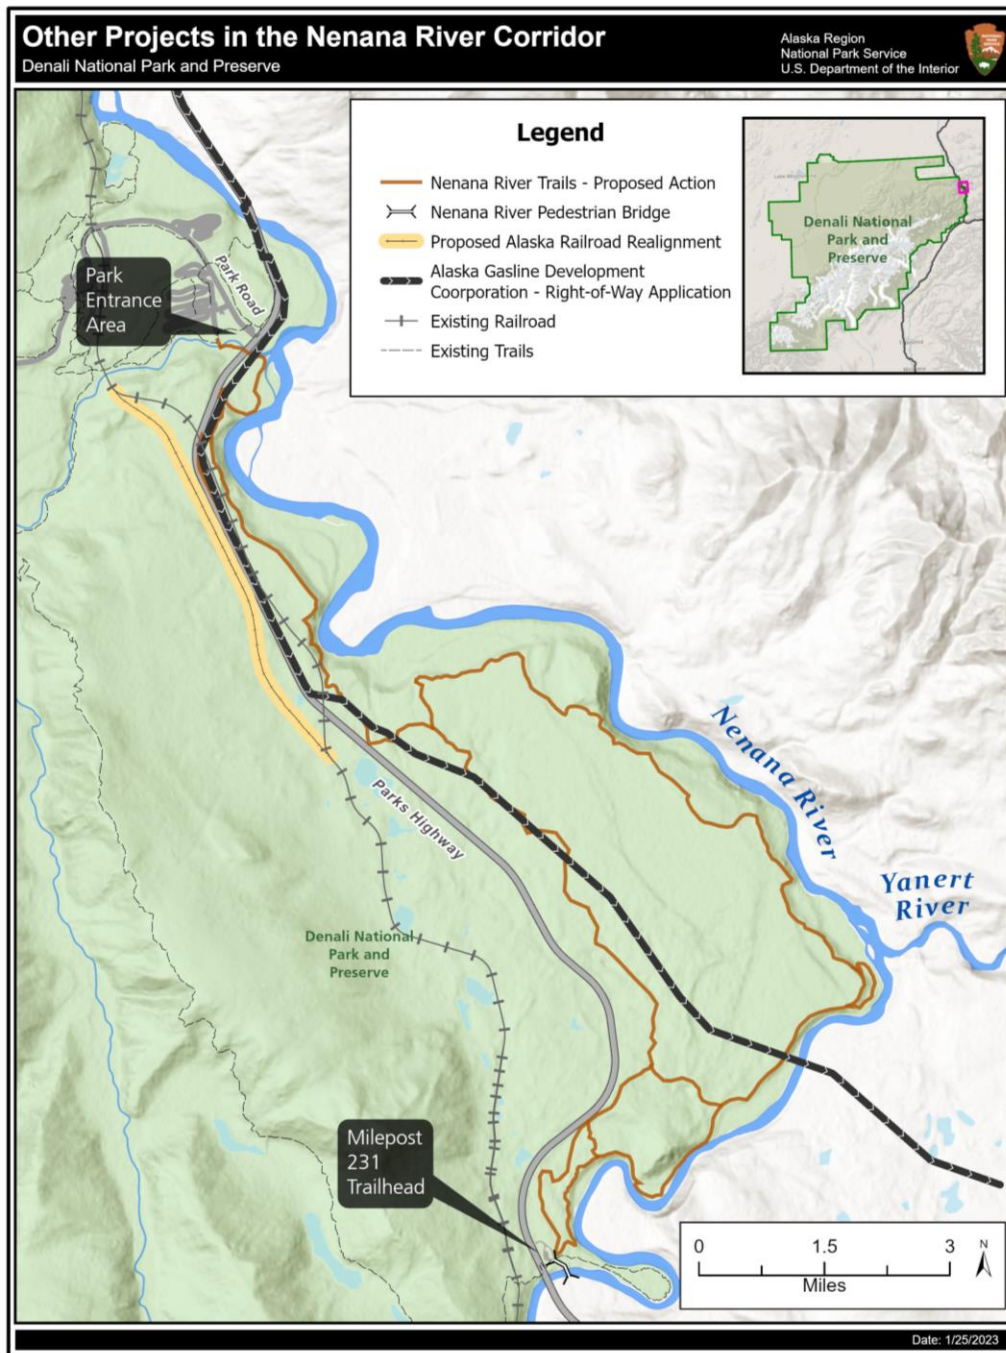 Other Projects in the Nenana River Corridor
Denali National Park and Preserve
Alaska Region
National Park Service
U.S. Department of the Interior
Legend
Nenana River Trails - Proposed Action
Nenana River Pedestrian Bridge
Proposed Alaska Railroad Realignment
Alaska Gasline Development
Coorporation - Right-of-Way Application
Existing Railroad
Existing Trails
Denali National
Park and
Preserve
Park
Entrance
Area
Park Road
Nenana River
Yanert
River
Parks Highway
Denali National
Park and
Preserve
Milepost
231
Trailhead
0 1.5 3
Miles
N
Date: 1/25/2023